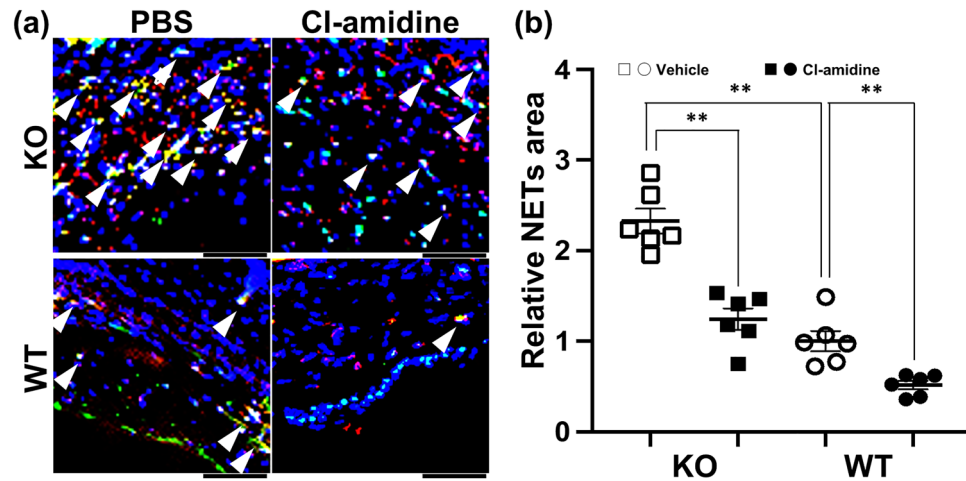 (a) PBS Cl-amidine
KO
WT
(b)
Vehicle Cl-amidine
** **
**
Relative NETs area
4
3
2
1
0
KO WT